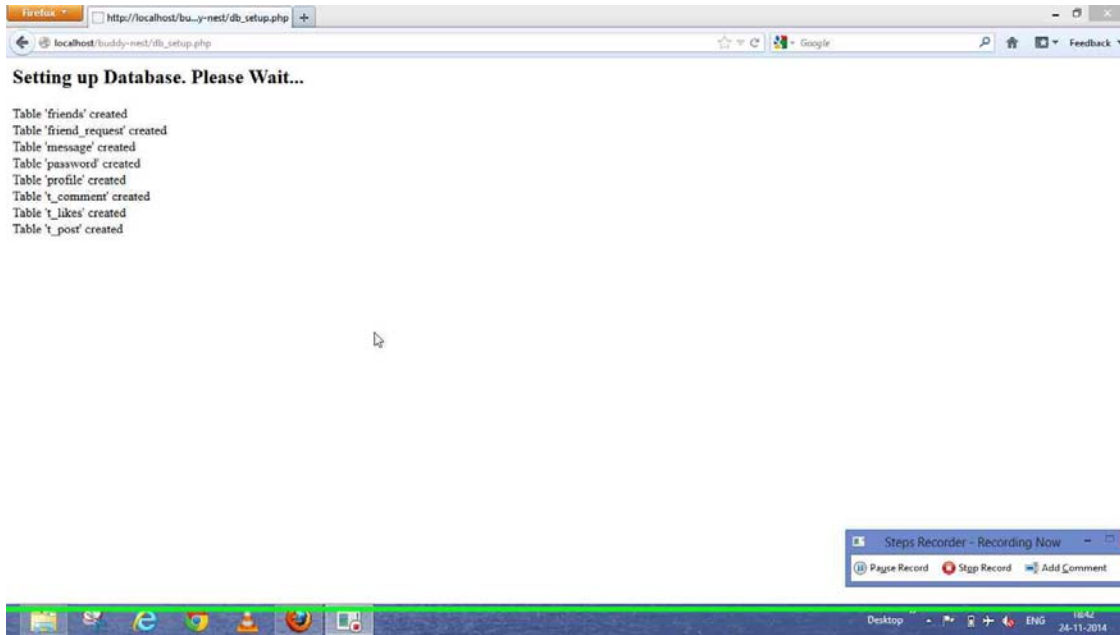 Firefox
http://localhost/bu...y-nest/db_setup.php
localhost/buddy-nest/db_setup.php
Google
Feedback
Setting up Database. Please Wait...
Table 'friends' created
Table 'friend_request' created
Table 'message' created
Table 'password' created
Table 'profile' created
Table 't_comment' created
Table 't_likes' created
Table 't_post' created
Steps Recorder - Recording Now
Pause Record Stop Record Add Comment
Desktop ENG 18:42
24-11-2014